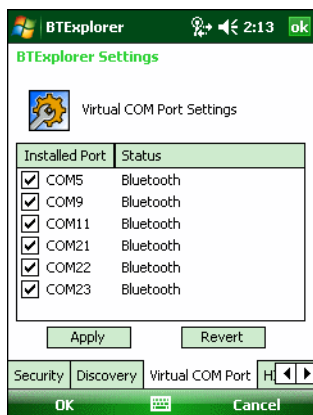 BTExplorer 2:13 ok
BTExplorer Settings
Virtual COM Port Settings
Installed Port Status
COM5 Bluetooth
COM9 Bluetooth
COM11 Bluetooth
COM21 Bluetooth
COM22 Bluetooth
COM23 Bluetooth
Apply Revert
Security Discovery Virtual COM Port
OK Cancel